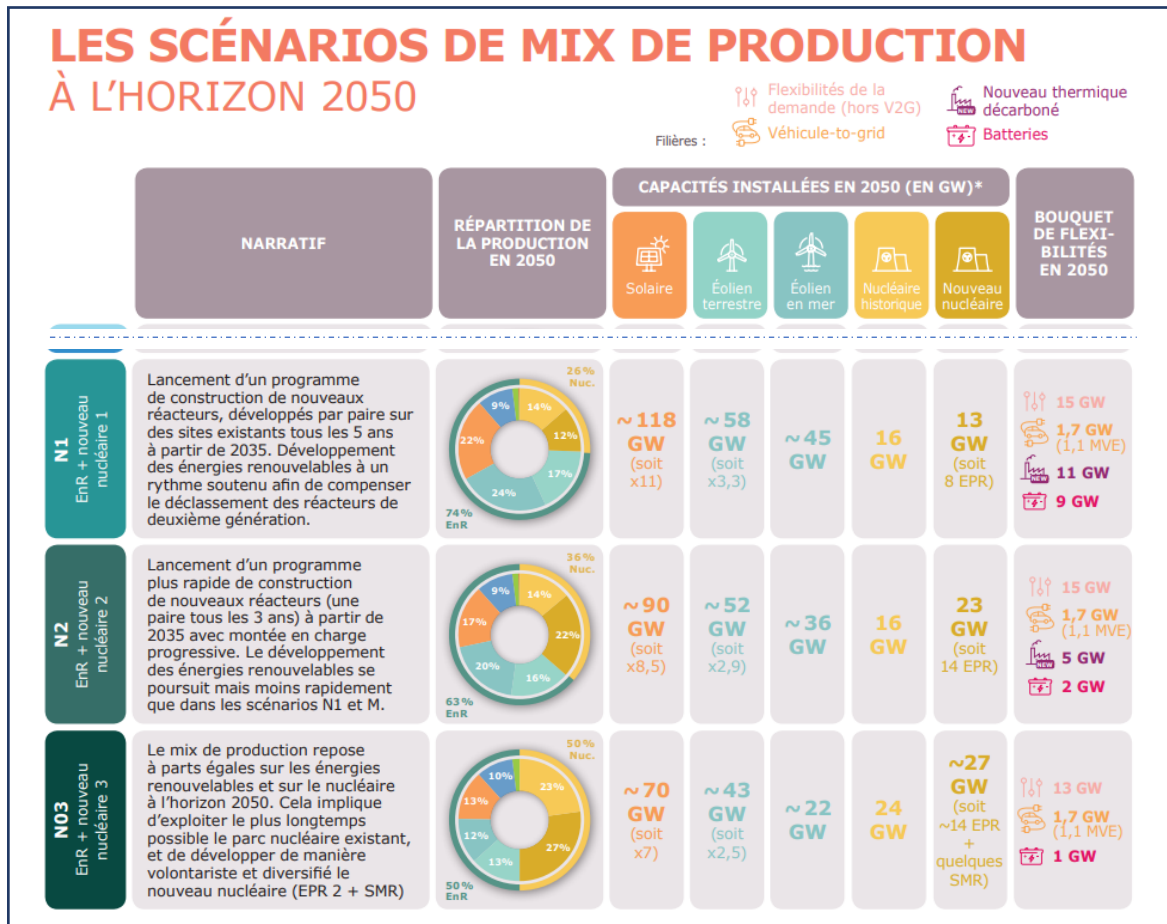 LES SCÉNARIOS DE MIX DE PRODUCTION
À L'HORIZON 2050
Filières :
Flexibilités de la
demande (hors V2G)
Véhicule-to-grid
Nouveau thermique
décarboné
Batteries
NARRATIF
RÉPARTITION DE
LA PRODUCTION
EN 2050
CAPACITÉS INSTALLÉES EN 2050 (EN GW)*
Solaire
Éolien
terrestre
Éolien
en mer
Nucléaire
historique
Nouveau
nucléaire
BOUQUET
DE FLEXI-
BILITÉS
EN 2050
N1
EnR + nouveau
nucléaire 1
Lancement d'un programme
de construction de nouveaux
réacteurs, développés par paire sur
des sites existants tous les 5 ans
à partir de 2035. Développement
des énergies renouvelables à un
rythme soutenu afin de compenser
le déclassement des réacteurs de
deuxième génération.
26%
Nuc.
9%
14%
22%
12%
17%
24%
74%
EnR
~118
GW
(soit
x11)
~58
GW
(soit
x3,3)
~45
GW
16
GW
13
GW
(soit
8 EPR)
15 GW
1,7 GW
(1,1 MVE)
NEW
11 GW
9 GW
N2
EnR + nouveau
nucléaire 2
Lancement d'un programme
plus rapide de construction
de nouveaux réacteurs (une
paire tous les 3 ans) à partir de
2035 avec montée en charge
progressive. Le développement
des énergies renouvelables se
poursuit mais moins rapidement
que dans les scénarios N1 et M.
36%
Nuc.
9%
14%
17%
22%
20%
16%
63%
EnR
~90
GW
(soit
x8,5)
~52
GW
(soit
x2,9)
~36
GW
16
GW
23
GW
(soit
14 EPR)
15 GW
1,7 GW
(1,1 MVE)
NEW
5 GW
2 GW
N03
EnR + nouveau
nucléaire 3
Le mix de production repose
à parts égales sur les énergies
renouvelables et sur le nucléaire
à l'horizon 2050. Cela implique
d'exploiter le plus longtemps
possible le parc nucléaire existant,
et de développer de manière
volontariste et diversifié le
nouveau nucléaire (EPR 2 + SMR)
50%
Nuc.
10%
23%
13%
12%
13%
27%
50%
EnR
~70
GW
(soit
x7)
~43
GW
(soit
x2,5)
~22
GW
24
GW
~27
GW
(soit
~14 EPR
+
quelques
SMR)
13 GW
1,7 GW
(1,1 MVE)
1 GW